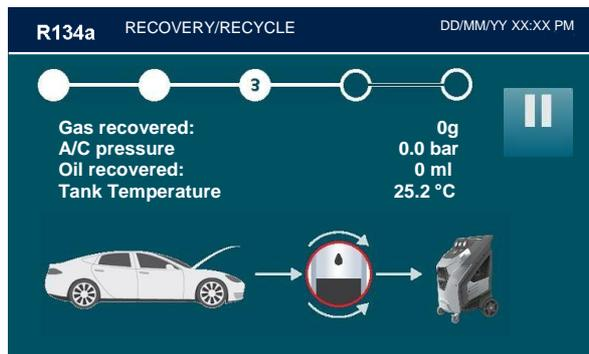 R134a RECOVERY/RECYCLE DD/MM/YY XX:XX PM
3
Gas recovered: 0g
A/C pressure 0.0 bar
Oil recovered: 0 ml
Tank Temperature 25.2 °C